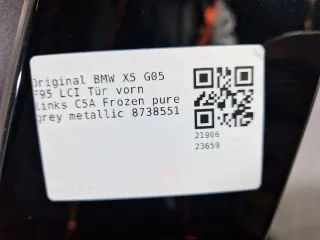 Original BMW X5 G05
F95 LCI Tür vorn
links C5A Frozen pure
grey metallic 8738551
21906
23659